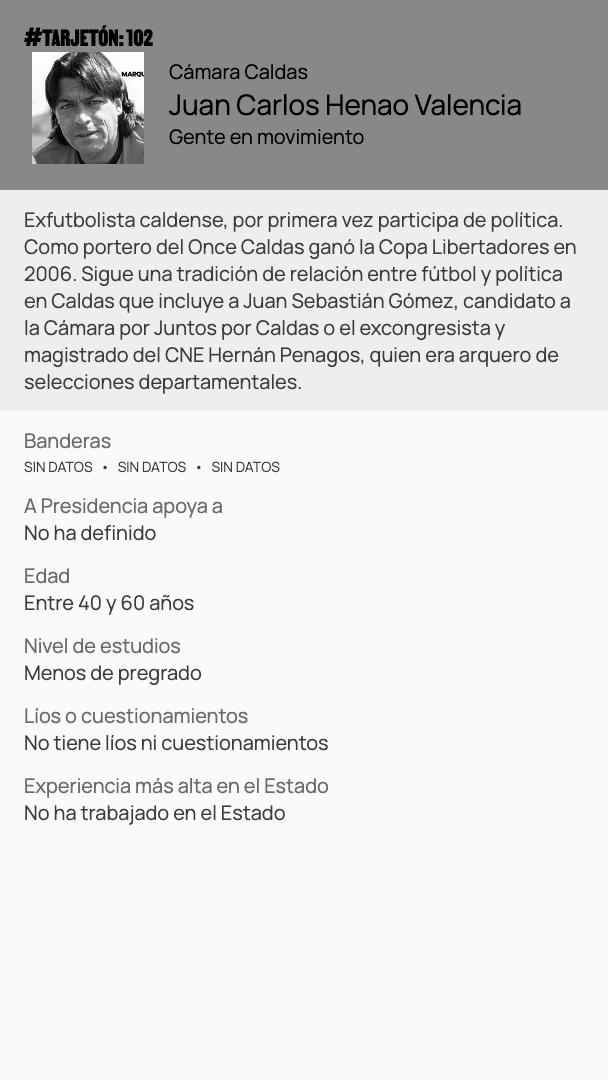 #TARJETÓN: 102
MARQU
Cámara Caldas
Juan Carlos Henao Valencia
Gente en movimiento
Exfutbolista caldense, por primera vez participa de política.
Como portero del Once Caldas ganó la Copa Libertadores en
2006. Sigue una tradición de relación entre fútbol y política
en Caldas que incluye a Juan Sebastián Gómez, candidato a
la Cámara por Juntos por Caldas o el excongresista y
magistrado del CNE Hernán Penagos, quien era arquero de
selecciones departamentales.
Banderas
SIN DATOS • SIN DATOS • SIN DATOS
A Presidencia apoya a
No ha definido
Edad
Entre 40 y 60 años
Nivel de estudios
Menos de pregrado
Líos o cuestionamientos
No tiene líos ni cuestionamientos
Experiencia más alta en el Estado
No ha trabajado en el Estado